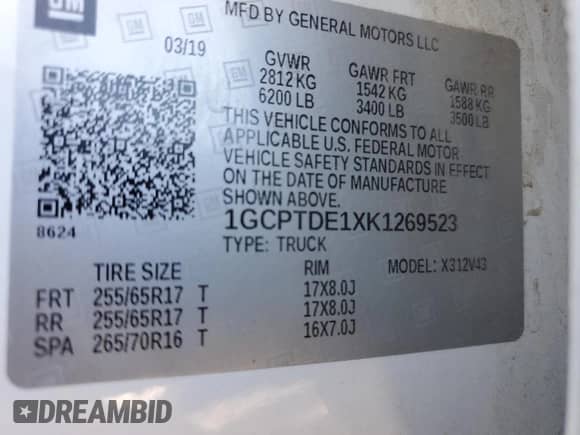 GM
MFD BY GENERAL MOTORS LLC
03/19
GVWR GAWR FRT GAWR RR
2812 KG 1542 KG 1588 KG
6200 LB 3400 LB 3500 LB
THIS VEHICLE CONFORMS TO ALL
APPLICABLE U.S. FEDERAL MOTOR
VEHICLE SAFETY STANDARDS IN EFFECT
ON THE DATE OF MANUFACTURE
SHOWN ABOVE.
8624
1GCPTDE1XK1269523
TYPE: TRUCK MODEL: X312V43
TIRE SIZE RIM
FRT 255/65R17 T 17X8.0J
RR 255/65R17 T 17X8.0J
SPA 265/70R16 T 16X7.0J
DREAMBID